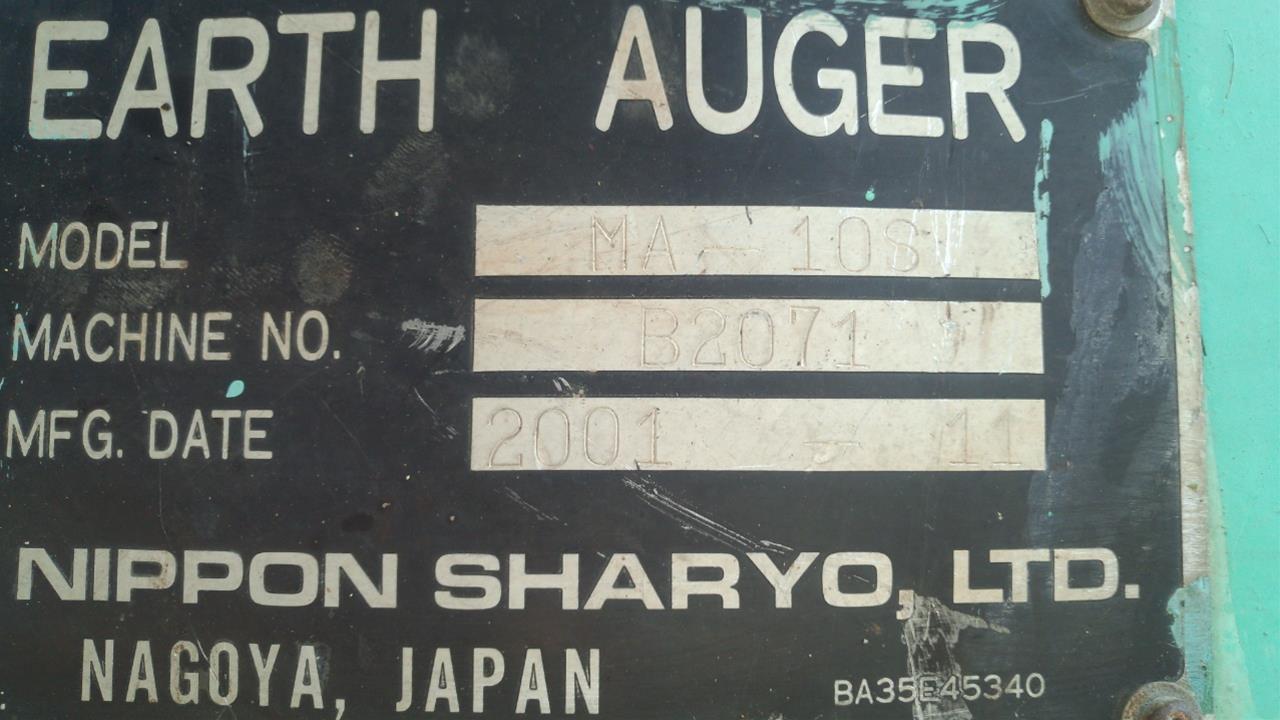 EARTH AUGER
MODEL MA-108
MACHINE NO. B2071
MFG. DATE 2001 - 11
NIPPON SHARYO, LTD.
NAGOYA, JAPAN
BA35E45340